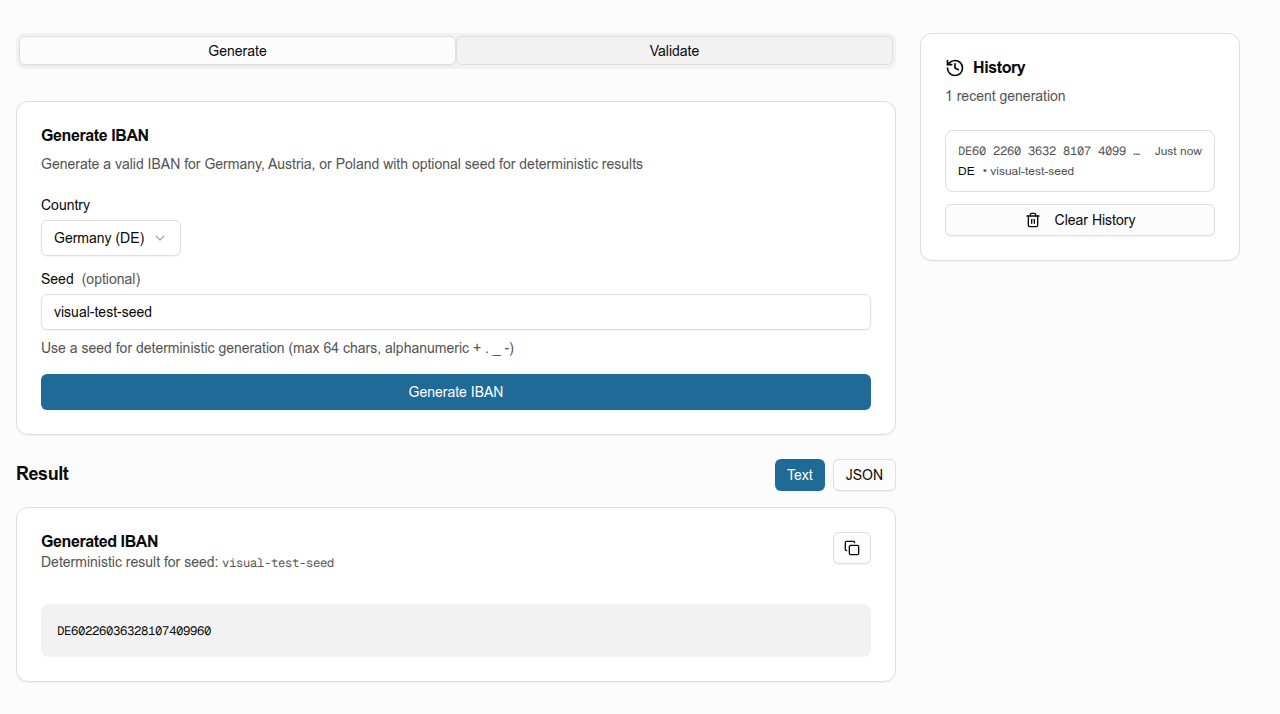 Generate
Validate
Generate IBAN
Generate a valid IBAN for Germany, Austria, or Poland with optional seed for deterministic results
Country
Germany (DE)
Seed (optional)
visual-test-seed
Use a seed for deterministic generation (max 64 chars, alphanumeric + . _ -)
Generate IBAN
Result
Text
JSON
Generated IBAN
Deterministic result for seed: visual-test-seed
DE60226036328107409960
History
1 recent generation
DE60 2260 3632 8107 4099 … Just now
DE • visual-test-seed
Clear History